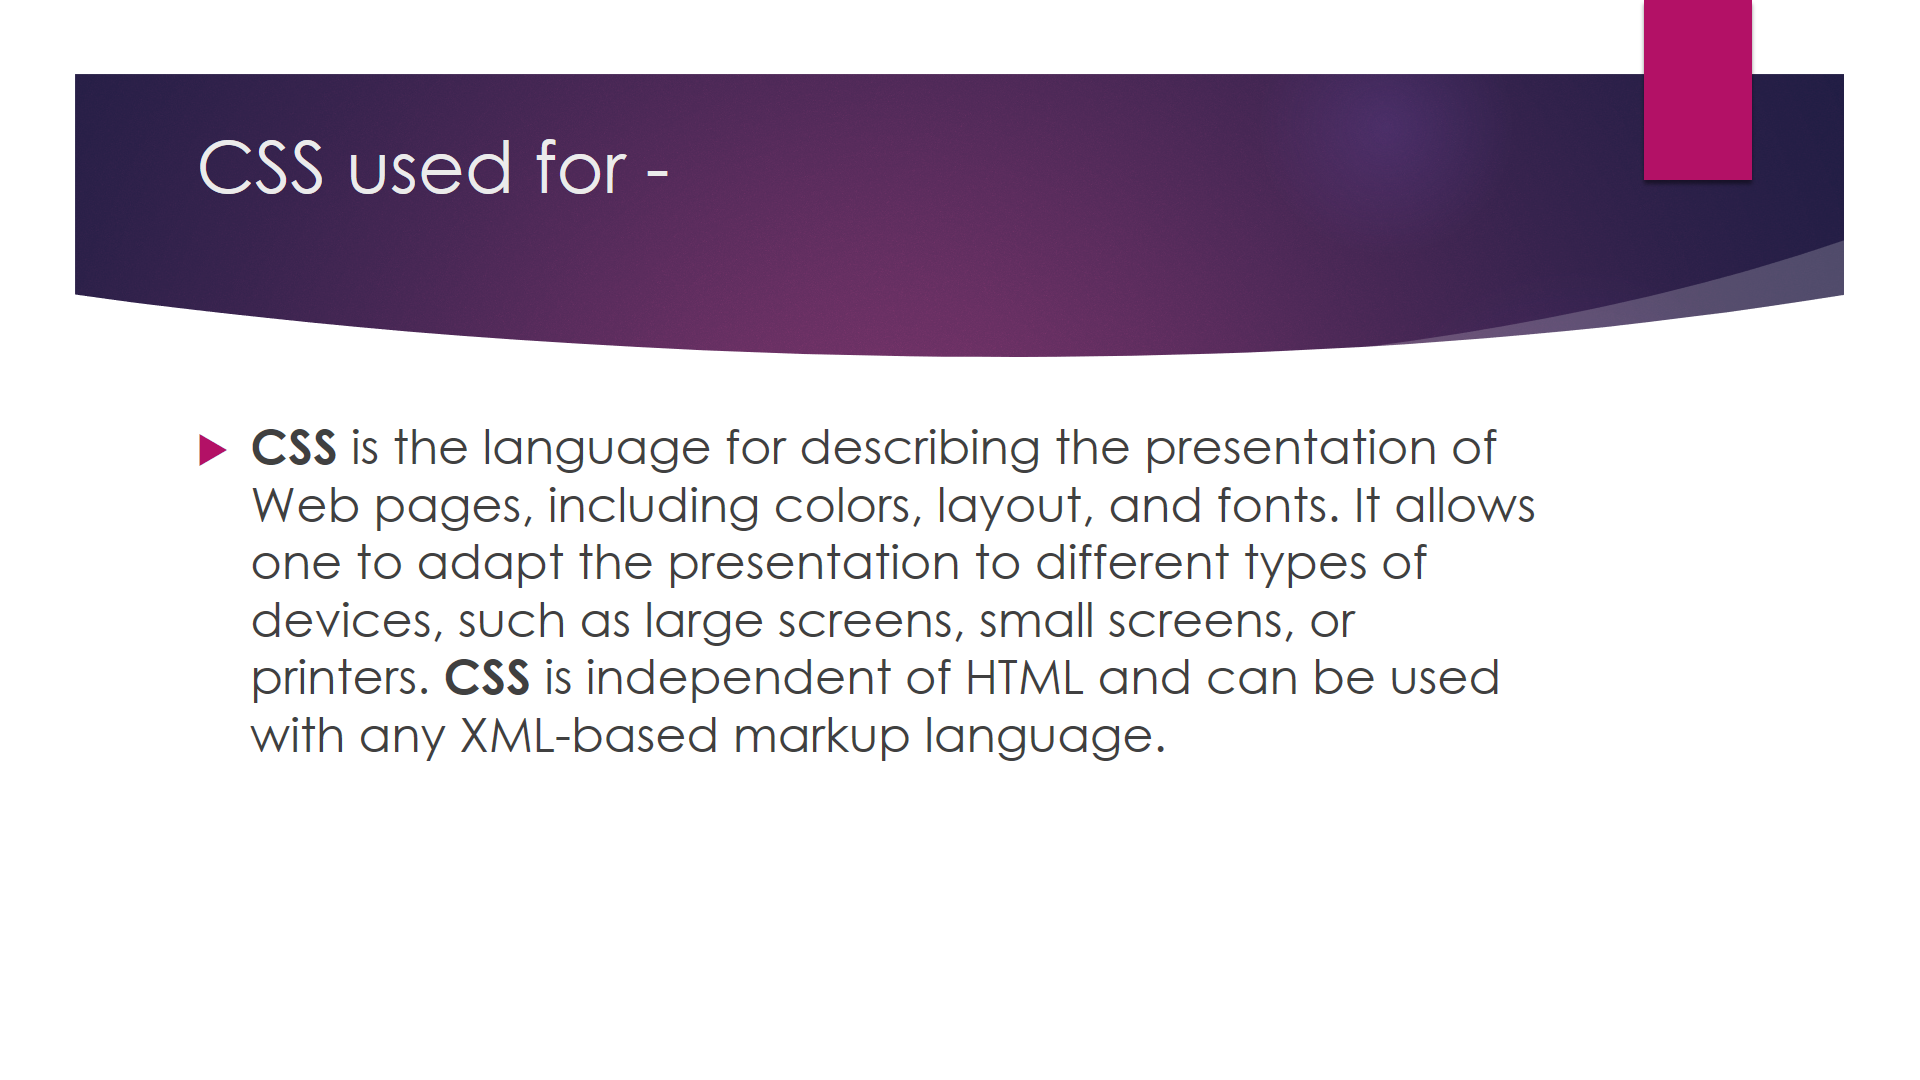 CSS used for -
CSS is the language for describing the presentation of
Web pages, including colors, layout, and fonts. It allows
one to adapt the presentation to different types of
devices, such as large screens, small screens, or
printers. CSS is independent of HTML and can be used
with any XML-based markup language.